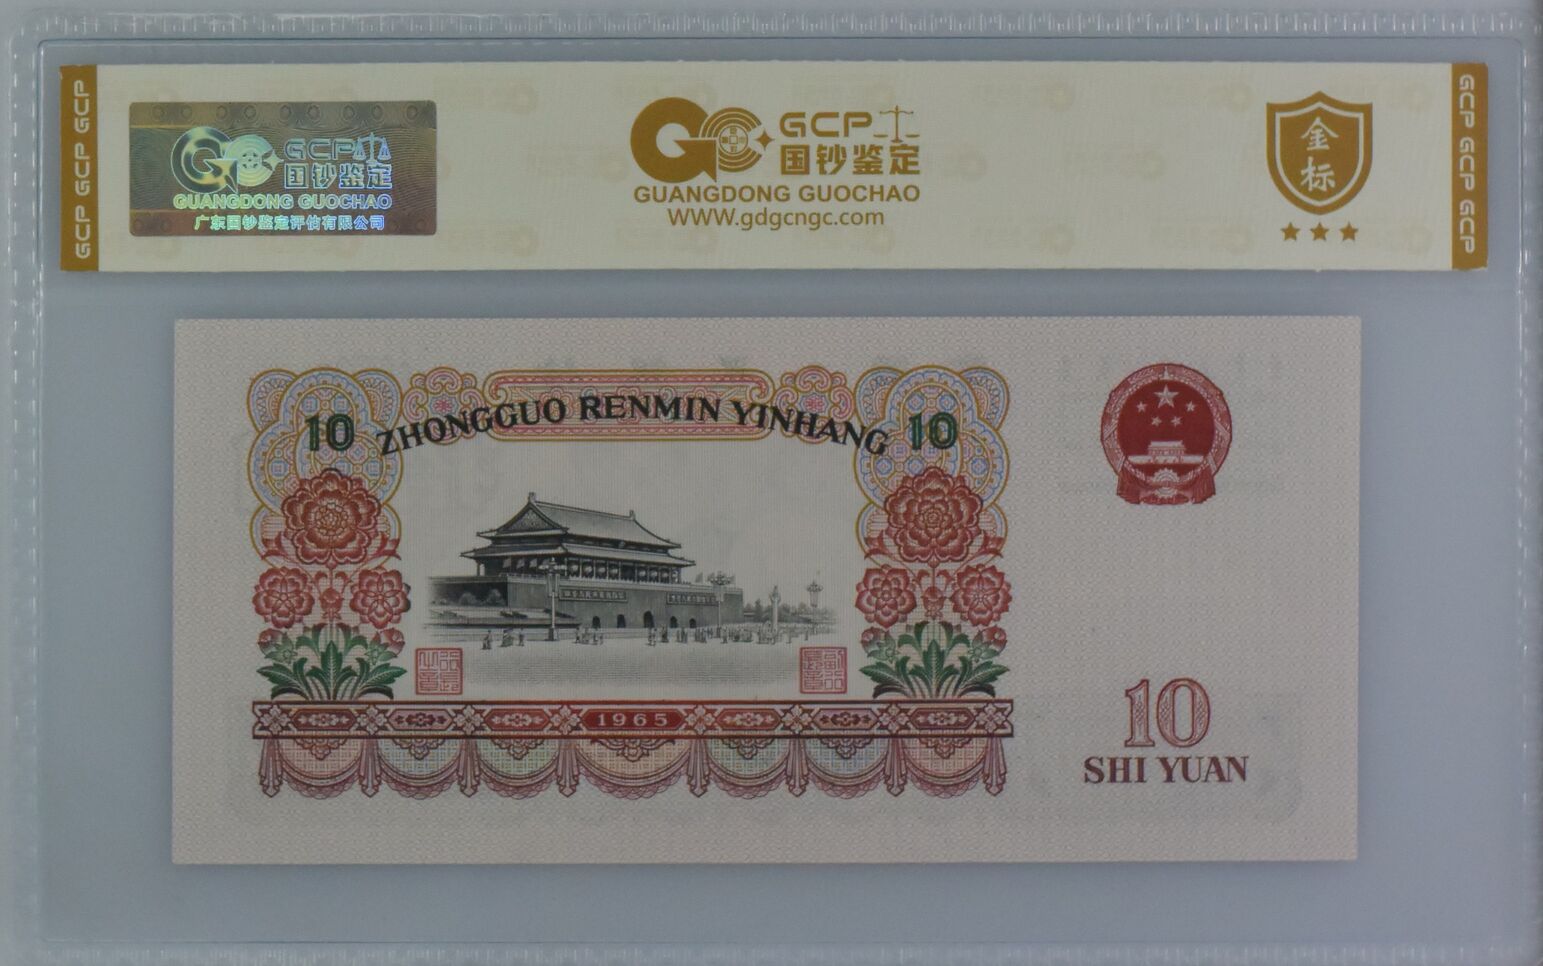 GCP GCP GCP
GCP
国钞鉴定
GUANGDONG GUOCHAO
广东国钞鉴定评估有限公司
GCP
国钞鉴定
GUANGDONG GUOCHAO
WWW.gdgcngc.com
金标
GCP GCP GCP
10 ZHONGGUO RENMIN YINHANG 10
1965
10
SHI YUAN